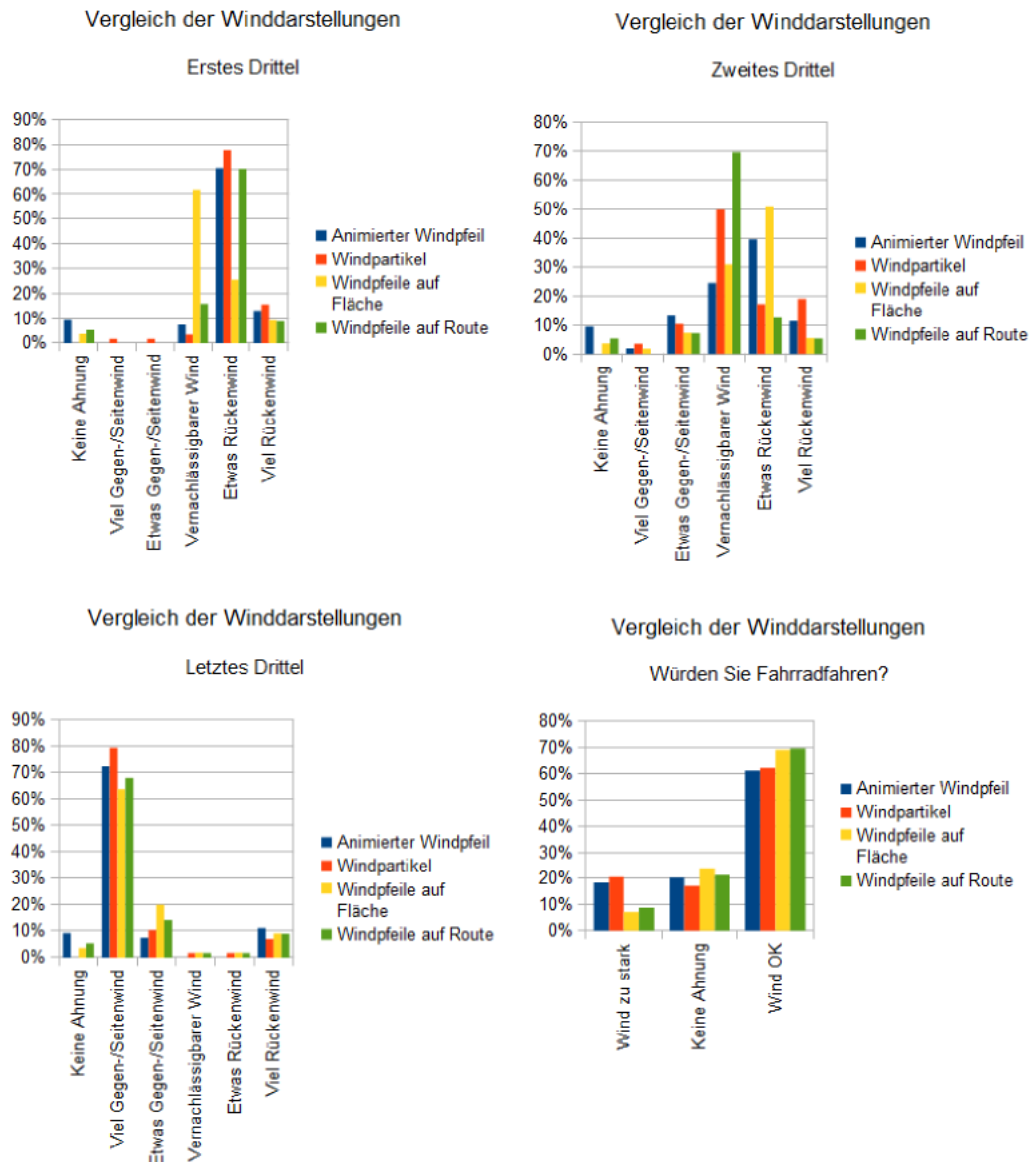 Vergleich der Winddarstellungen
Erstes Drittel
90%
80%
70%
60%
50%
40%
30%
20%
10%
0%
Keine Ahnung
Viel Gegen-/Seitenwind
Etwas Gegen-/Seitenwind
Vernachlässigbarer Wind
Etwas Rückenwind
Viel Rückenwind
Animierter Windpfeil
Windpartikel
Windpfeile auf
Fläche
Windpfeile auf Route
Vergleich der Winddarstellungen
Zweites Drittel
80%
70%
60%
50%
40%
30%
20%
10%
0%
Keine Ahnung
Viel Gegen-/Seitenwind
Etwas Gegen-/Seitenwind
Vernachlässigbarer Wind
Etwas Rückenwind
Viel Rückenwind
Animierter Windpfeil
Windpartikel
Windpfeile auf
Fläche
Windpfeile auf Route
Vergleich der Winddarstellungen
Letztes Drittel
90%
80%
70%
60%
50%
40%
30%
20%
10%
0%
Keine Ahnung
Viel Gegen-/Seitenwind
Etwas Gegen-/Seitenwind
Vernachlässigbarer Wind
Etwas Rückenwind
Viel Rückenwind
Animierter Windpfeil
Windpartikel
Windpfeile auf
Fläche
Windpfeile auf Route
Vergleich der Winddarstellungen
Würden Sie Fahrradfahren?
80%
70%
60%
50%
40%
30%
20%
10%
0%
Wind zu stark
Keine Ahnung
Wind OK
Animierter Windpfeil
Windpartikel
Windpfeile auf
Fläche
Windpfeile auf Route